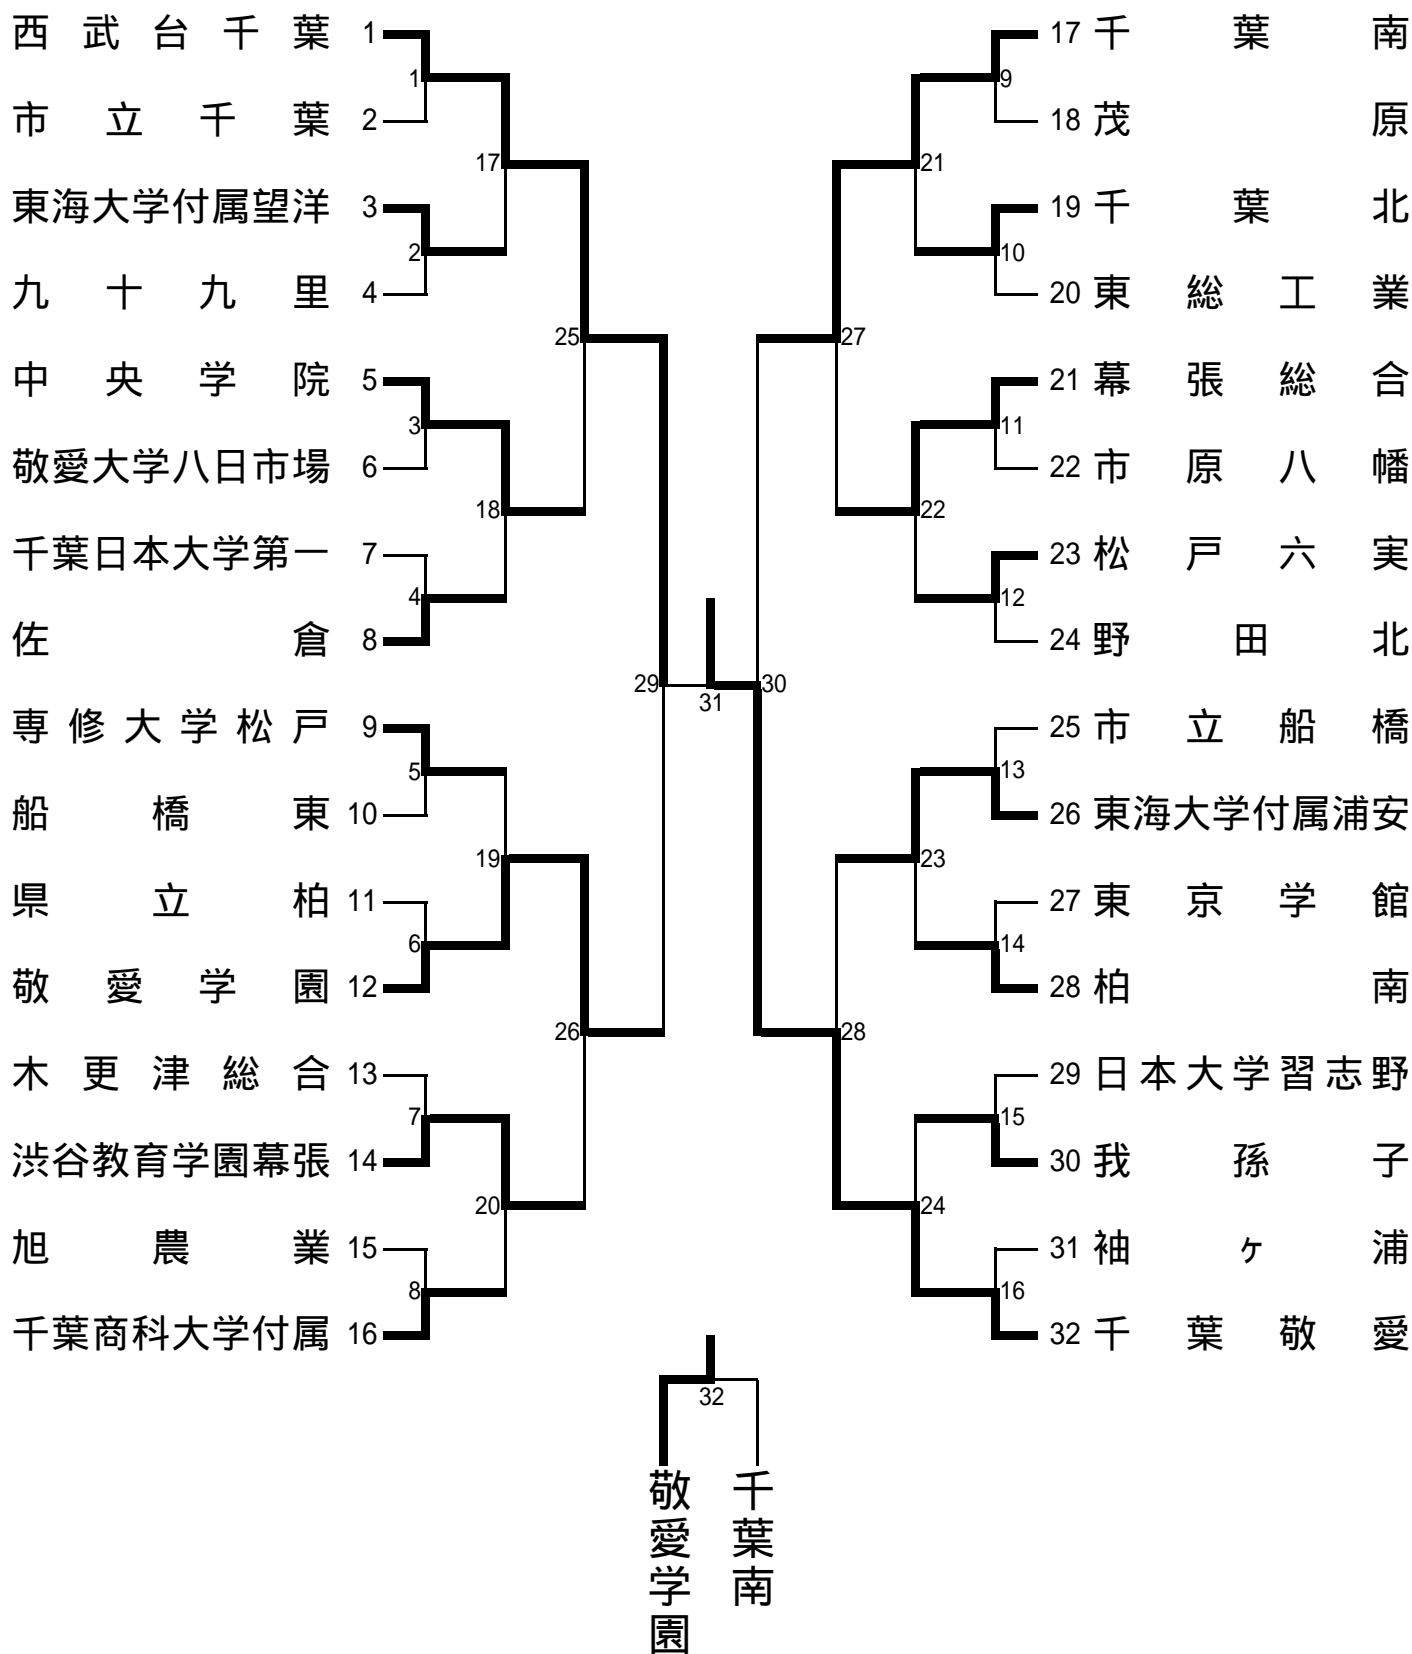 西武台千葉 1
17 千葉南
1
9
市立千葉 2
18 茂原
17
21
東海大学付属望洋 3
19 千葉北
2
10
九十九里 4
20 東総工業
25
27
中央学院 5
21 幕張総合
3
11
敬愛大学八日市場 6
22 市原八幡
18
22
千葉日本大学第一 7
23 松戸六実
4
12
佐倉 8
24 野田北
29
31
30
専修大学松戸 9
25 市立船橋
5
13
船橋東 10
26 東海大学付属浦安
19
23
県立柏 11
27 東京学館
6
14
敬愛学園 12
28 柏南
26
28
木更津総合 13
29 日本大学習志野
7
15
渋谷教育学園幕張 14
30 我孫子
20
24
旭農業 15
31 袖ヶ浦
8
16
千葉商科大学付属 16
32 千葉敬愛
32
敬愛学園
千葉南